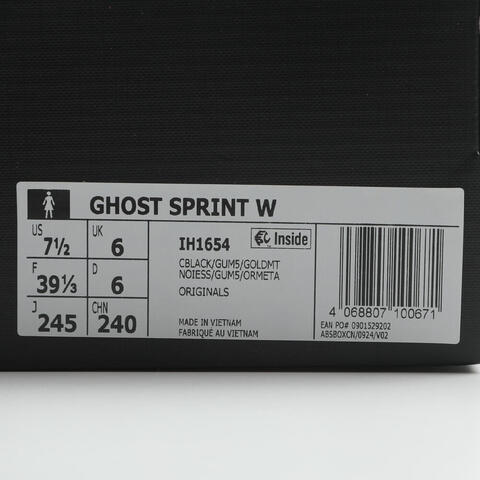 GHOST SPRINT W
US 7½ UK 6
F 39⅓ D 6
J 245 CHN 240
IH1654 Inside
CBLACK/GUM5/GOLDMT
NOIESS/GUM5/ORMETA
ORIGINALS
MADE IN VIETNAM
FABRIQUÉ AU VIETNAM
4 068807 100671
EAN PO# 0901529202
ABSBOXCN/0924/V02